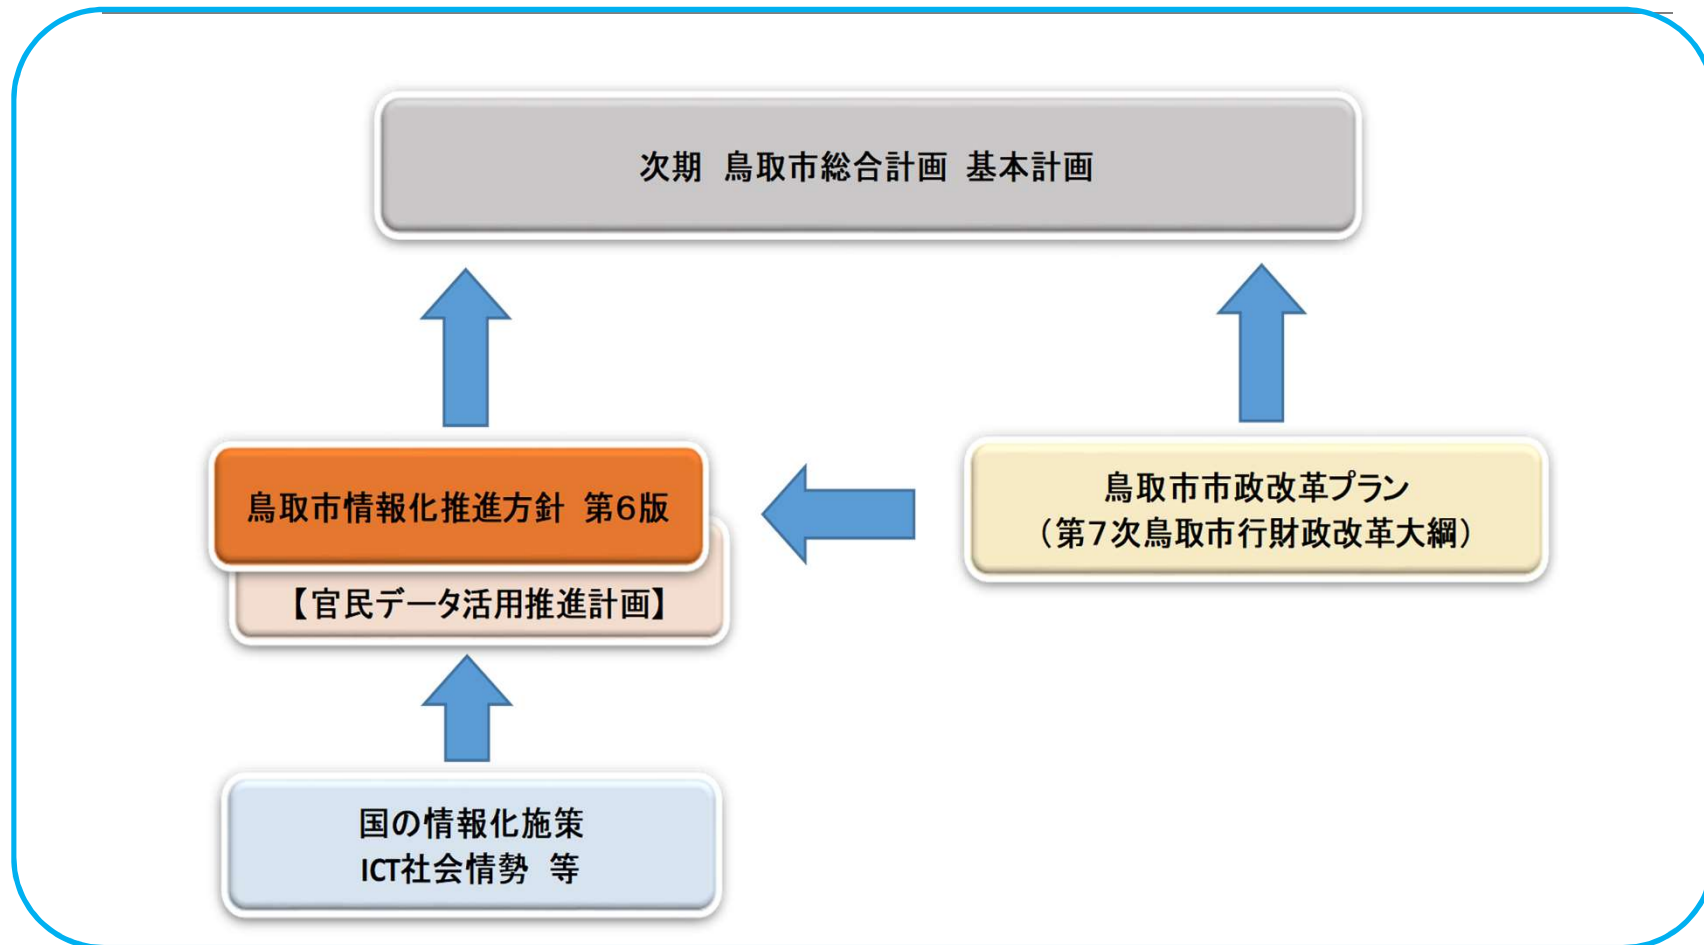 次期 鳥取市総合計画 基本計画
鳥取市情報化推進方針 第6版
【官民データ活用推進計画】
鳥取市市政改革プラン
（第7次鳥取市行財政改革大綱）
国の情報化施策
ICT社会情勢 等